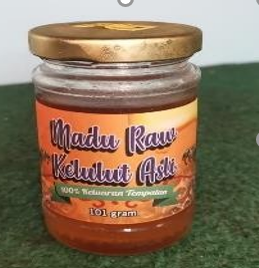 Madu Raw
Kelulut Asli
100% Keluaran Tempatan
101 gram